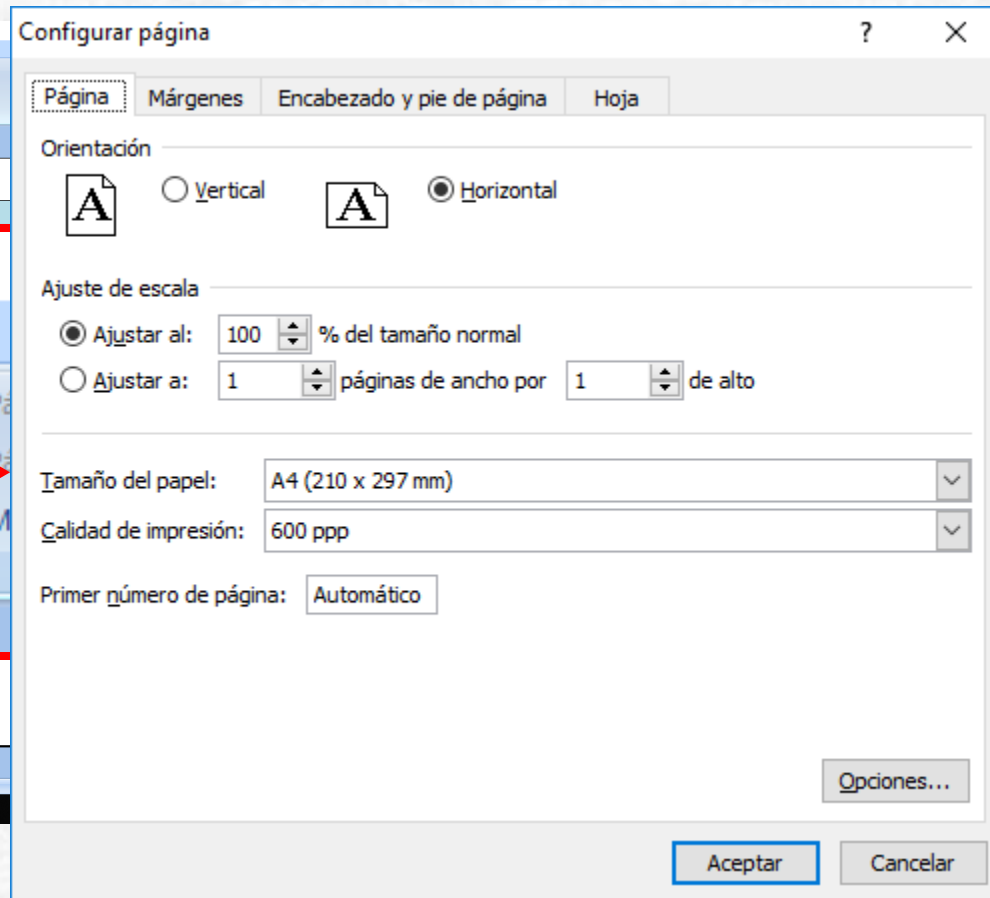 Configurar página ?
Página Márgenes Encabezado y pie de página Hoja
Orientación
A Vertical A Horizontal
Ajuste de escala
Ajustar al: 100 % del tamaño normal
Ajustar a: 1 páginas de ancho por 1 de alto
Tamaño del papel: A4 (210 x 297 mm)
Calidad de impresión: 600 ppp
Primer número de página: Automático
Opciones...
Aceptar Cancelar